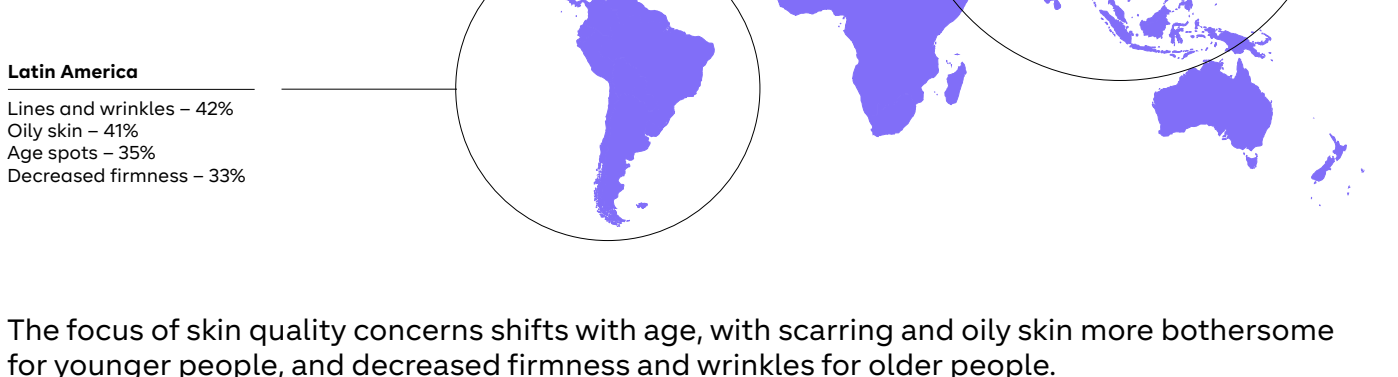 Latin America
Lines and wrinkles – 42%
Oily skin – 41%
Age spots – 35%
Decreased firmness – 33%
The focus of skin quality concerns shifts with age, with scarring and oily skin more bothersome
for younger people, and decreased firmness and wrinkles for older people.